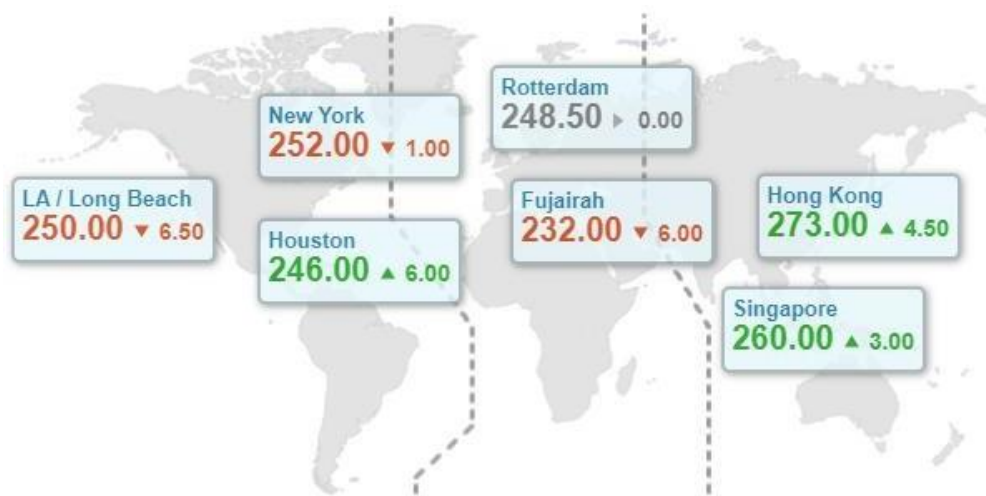 New York
252.00 ▼ 1.00
Rotterdam
248.50 ▶ 0.00
LA / Long Beach
250.00 ▼ 6.50
Houston
246.00 ▲ 6.00
Fujairah
232.00 ▼ 6.00
Hong Kong
273.00 ▲ 4.50
Singapore
260.00 ▲ 3.00